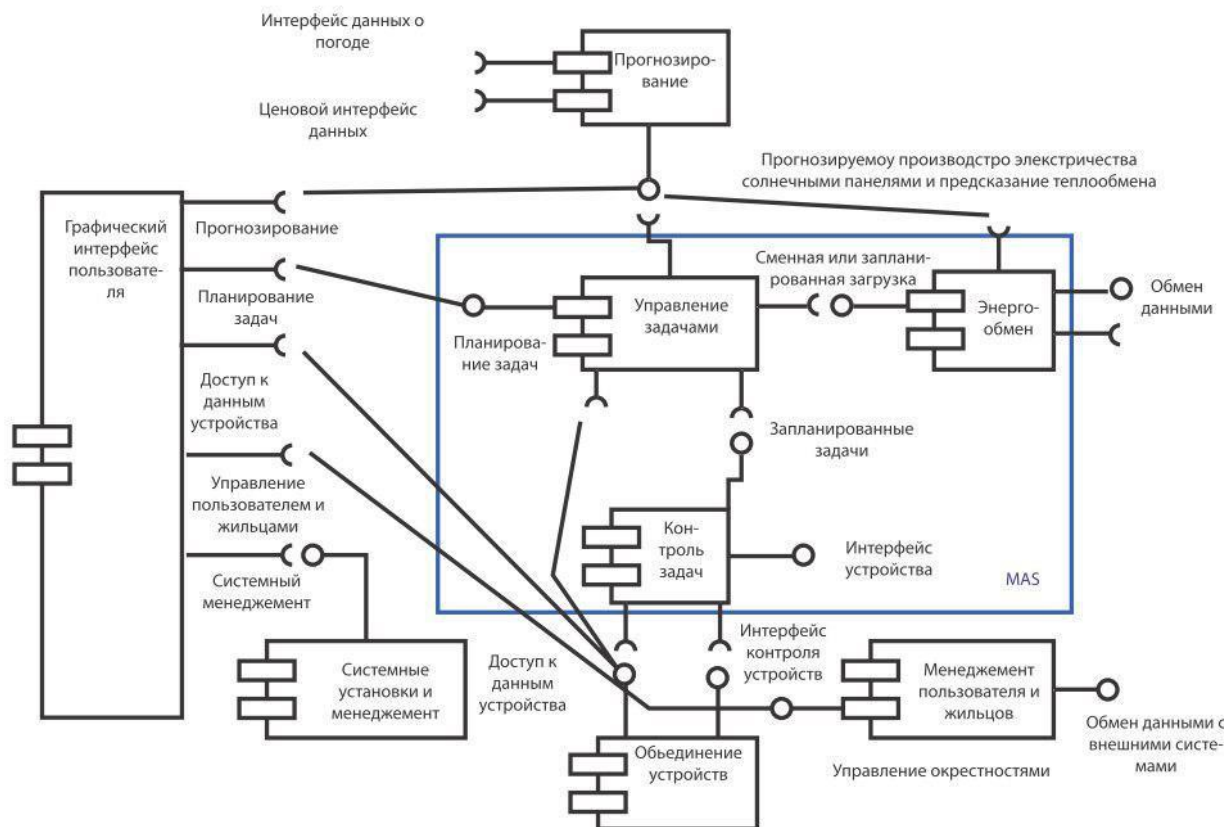 Интерфейс данных о
погоде
Прогнозиро-
вание
Ценовой интерфейс
данных
Прогнозируемоу производстро элекстричества
солнечными панелями и предсказание теплообмена
Графический
интерфейс
пользовате-
ля
Прогнозирование
Планирование
задач
Доступ к
данным
устройства
Управление
пользователем и
жильцами
Системный
менеджмент
Управление
задачами
Планирова-
ние задач
Сменная или заплани-
рованная загрузка
Энерго-
обмен
Обмен
данными
Запланированные
задачи
Кон-
троль
задач
Интерфейс
устройства
MAS
Системные
установки и
менеджмент
Доступ к
данным
устройства
Интерфейс
контроля
устройств
Менеджмент
пользователя и
жильцов
Обьединение
устройств
Управление окрестностями
Обмен данными с
внешними систе-
мами